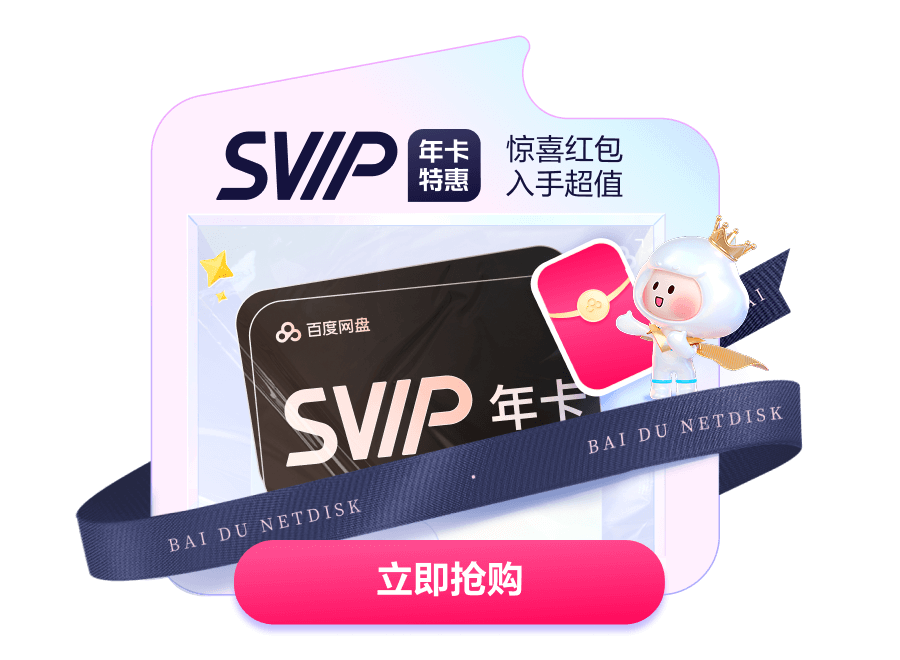 SVIP 年卡特惠 惊喜红包
入手超值
百度网盘
SVIP 年卡
BAI DU NETDISK
BAI DU NETDISK
立即抢购